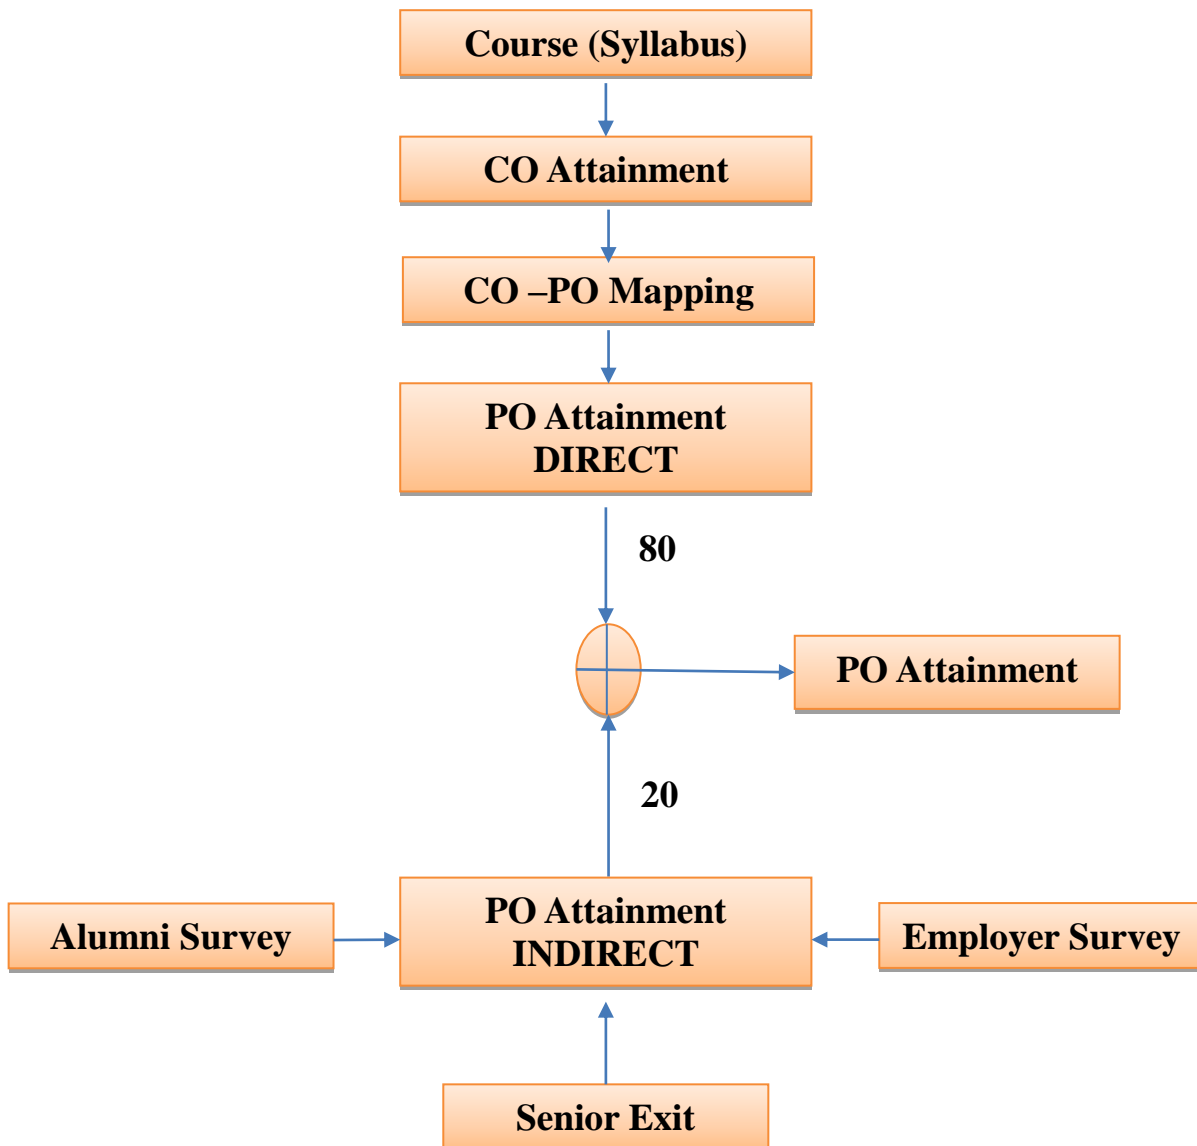 Course (Syllabus)
CO Attainment
CO –PO Mapping
PO Attainment
DIRECT
80
PO Attainment
20
Alumni Survey
PO Attainment
INDIRECT
Employer Survey
Senior Exit